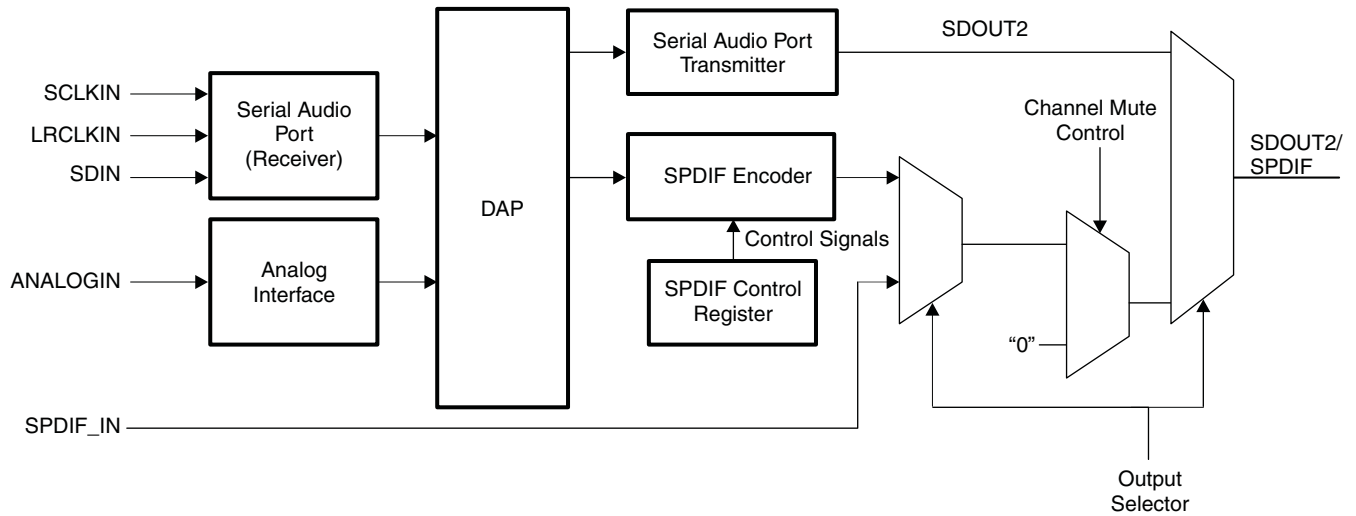 SCLKIN
LRCLKIN
SDIN
ANALOGIN
SPDIF_IN
Serial Audio
Port
(Receiver)
Analog
Interface
DAP
Serial Audio Port
Transmitter
SPDIF Encoder
Control Signals
SPDIF Control
Register
SDOUT2
Channel Mute
Control
“0”
SDOUT2/
SPDIF
Output
Selector